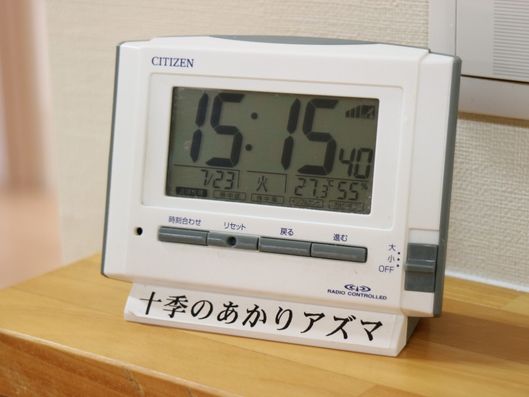 CITIZEN
15:15 40
7/23 火 27.3℃ 55%
時刻合わせ リセット 戻る 進む
大
小
OFF
RADIO CONTROLLED
十季のあかりアズマ